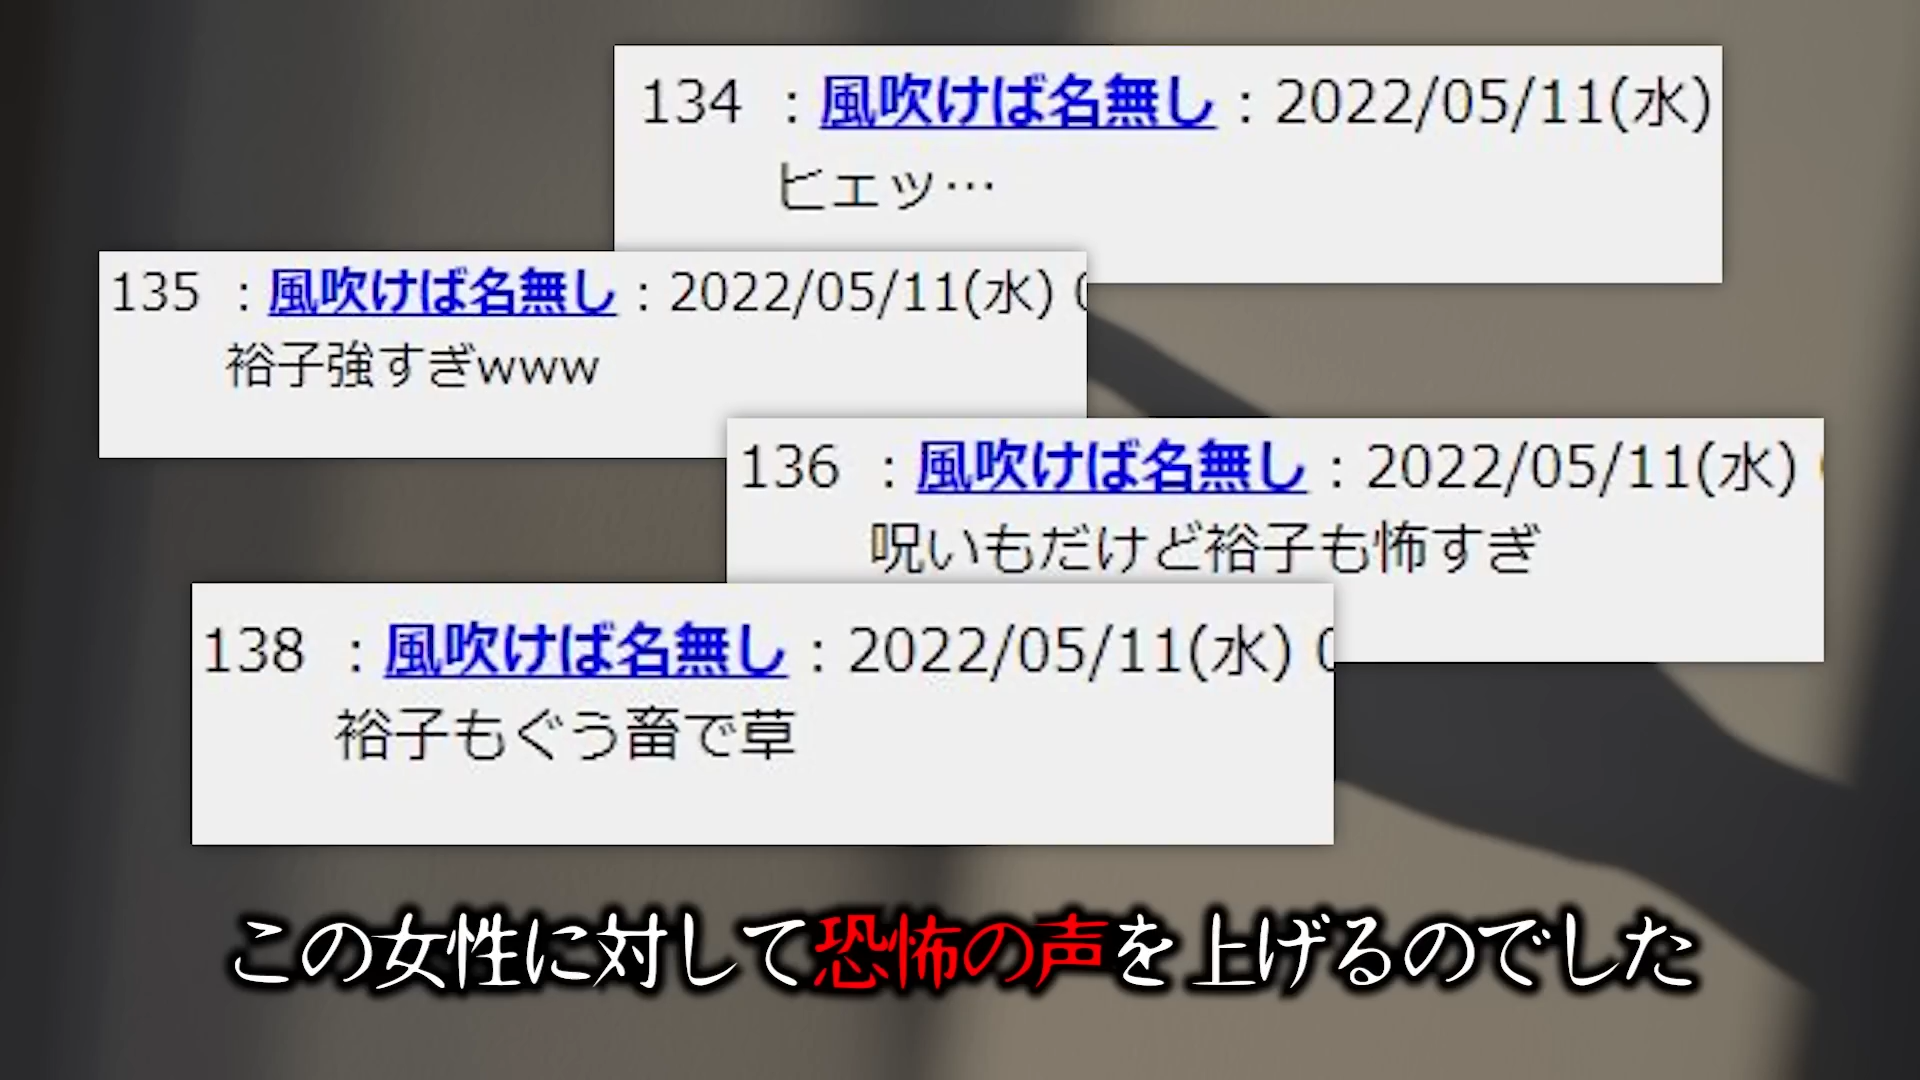 134 ：風吹けば名無し：2022/05/11(水)
ヒェッ…
135 ：風吹けば名無し：2022/05/11(水) 0
裕子強すぎwww
136 ：風吹けば名無し：2022/05/11(水)
呪いもだけど裕子も怖すぎ
138 ：風吹けば名無し：2022/05/11(水) 0
裕子もぐう畜で草
この女性に対して恐怖の声を上げるのでした